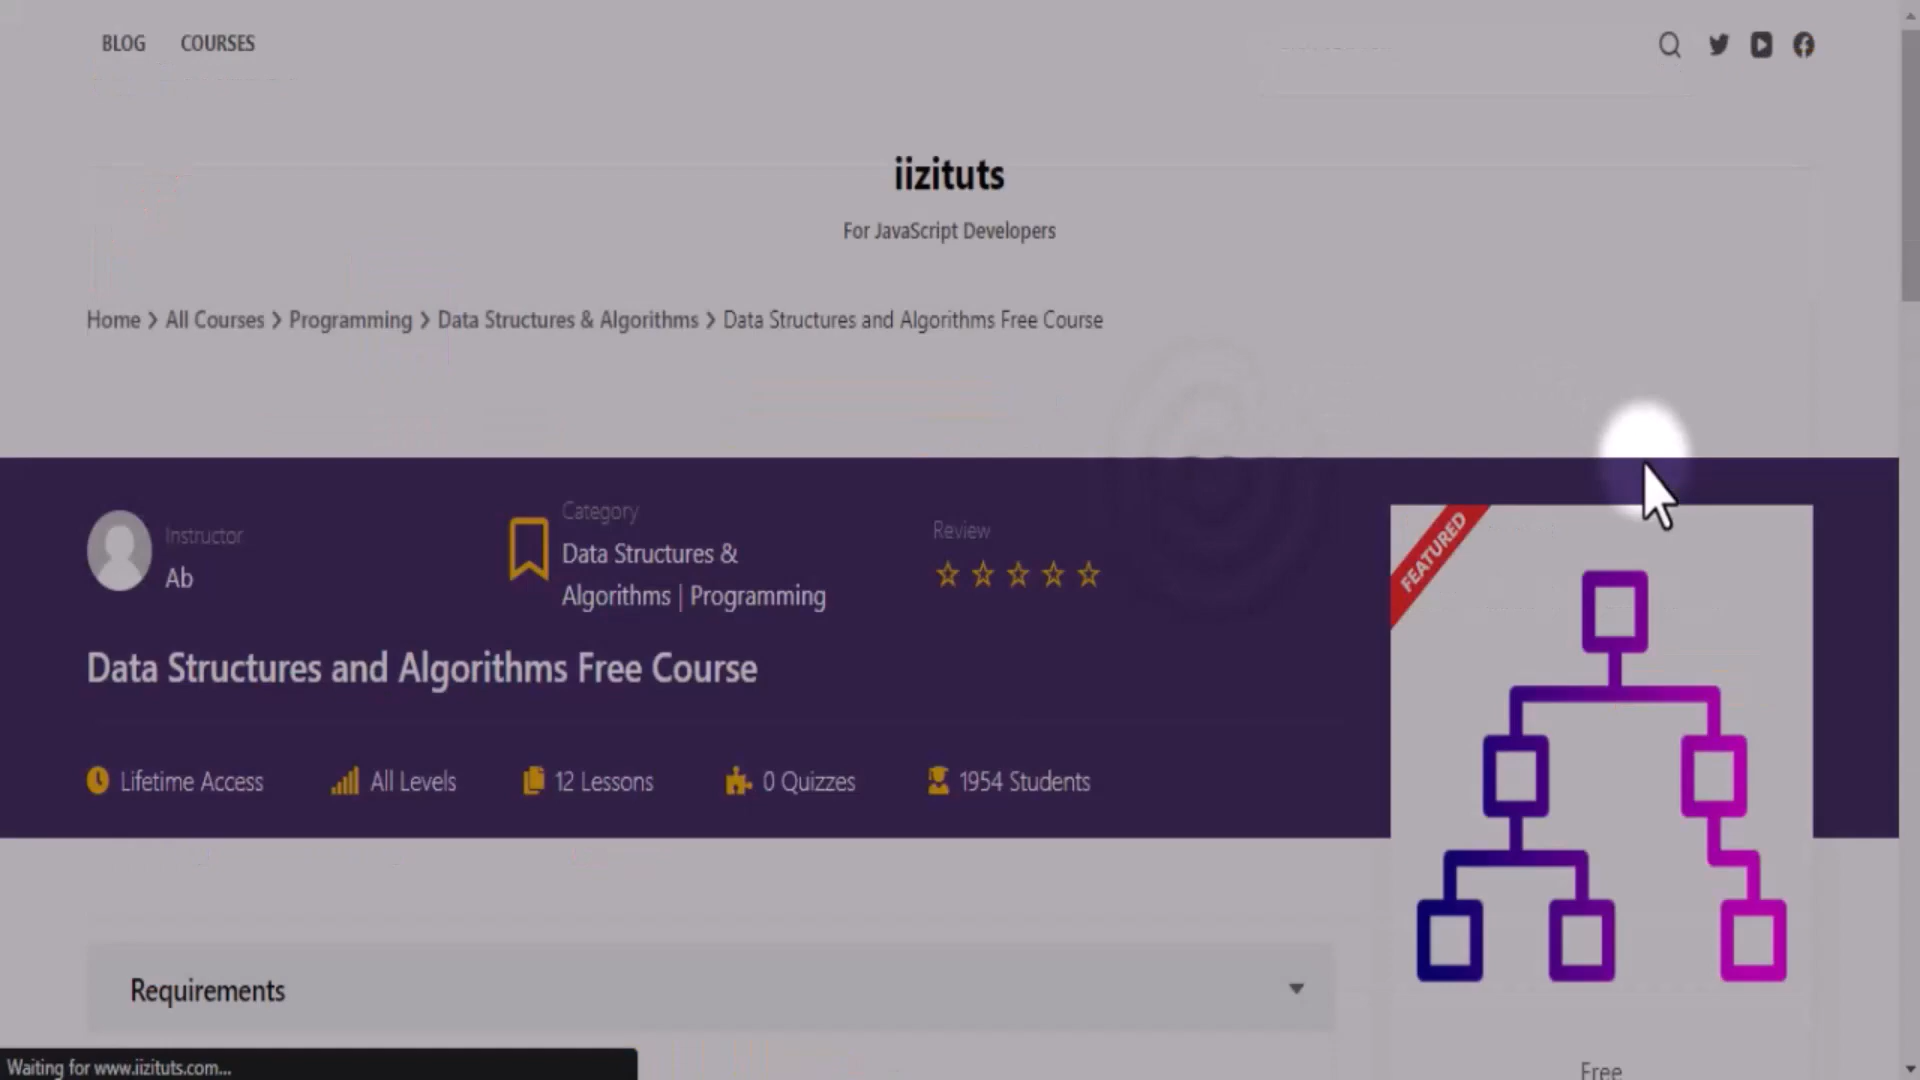 BLOG COURSES
iizituts
For JavaScript Developers
Home > All Courses > Programming > Data Structures & Algorithms > Data Structures and Algorithms Free Course
Instructor
Ab
Category
Data Structures &
Algorithms | Programming
Review
FEATURED
Data Structures and Algorithms Free Course
Lifetime Access All Levels 12 Lessons 0 Quizzes 1954 Students
Requirements
Free
Waiting for www.iizituts.com...